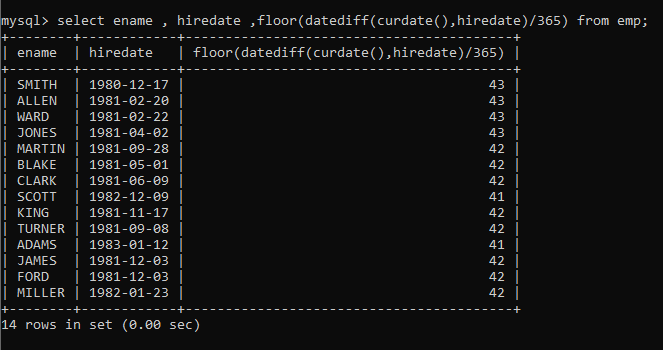 mysql> select ename , hiredate ,floor(datediff(curdate(),hiredate)/365) from emp;
+--------+------------+-----------------------------------------+
| ename  | hiredate   | floor(datediff(curdate(),hiredate)/365) |
+--------+------------+-----------------------------------------+
| SMITH  | 1980-12-17 |                                      43 |
| ALLEN  | 1981-02-20 |                                      43 |
| WARD   | 1981-02-22 |                                      43 |
| JONES  | 1981-04-02 |                                      43 |
| MARTIN | 1981-09-28 |                                      42 |
| BLAKE  | 1981-05-01 |                                      42 |
| CLARK  | 1981-06-09 |                                      42 |
| SCOTT  | 1982-12-09 |                                      41 |
| KING   | 1981-11-17 |                                      42 |
| TURNER | 1981-09-08 |                                      42 |
| ADAMS  | 1983-01-12 |                                      41 |
| JAMES  | 1981-12-03 |                                      42 |
| FORD   | 1981-12-03 |                                      42 |
| MILLER | 1982-01-23 |                                      42 |
+--------+------------+-----------------------------------------+
14 rows in set (0.00 sec)